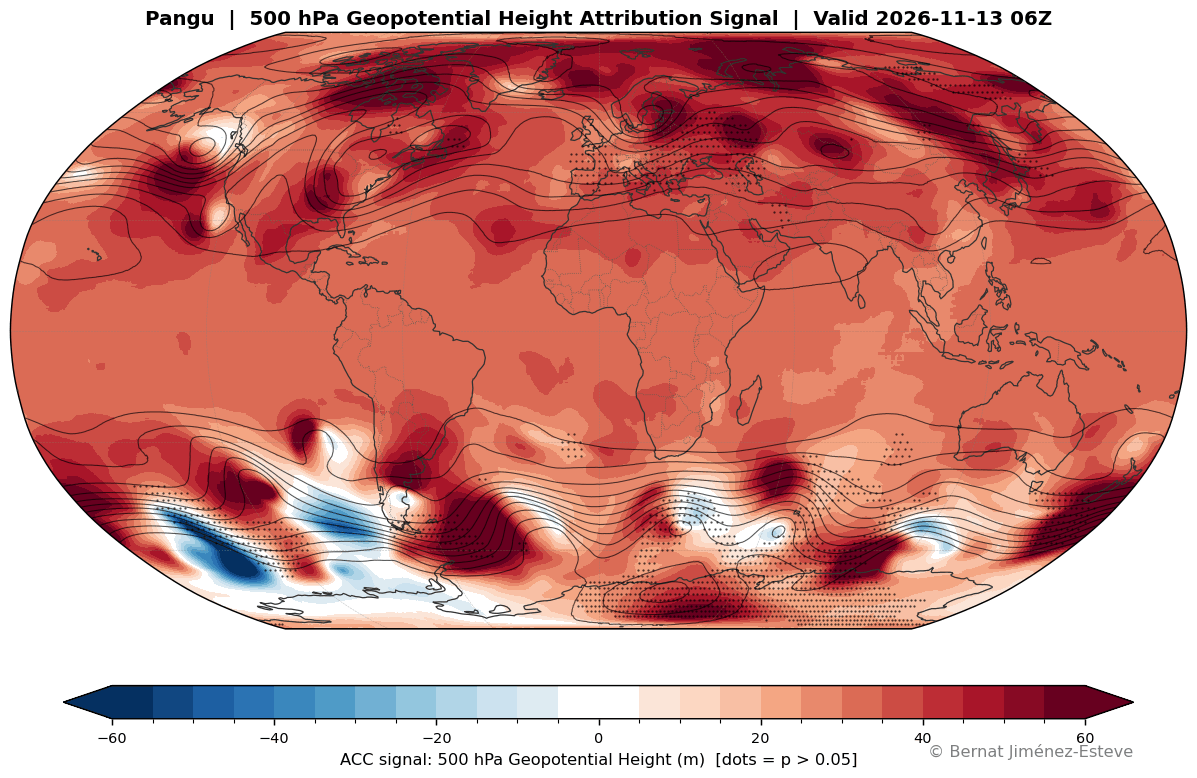 Pangu | 500 hPa Geopotential Height Attribution Signal | Valid 2026-11-13 06Z
−60 −40 −20 0 20 40 60
ACC signal: 500 hPa Geopotential Height (m) [dots = p > 0.05]
© Bernat Jiménez-Esteve